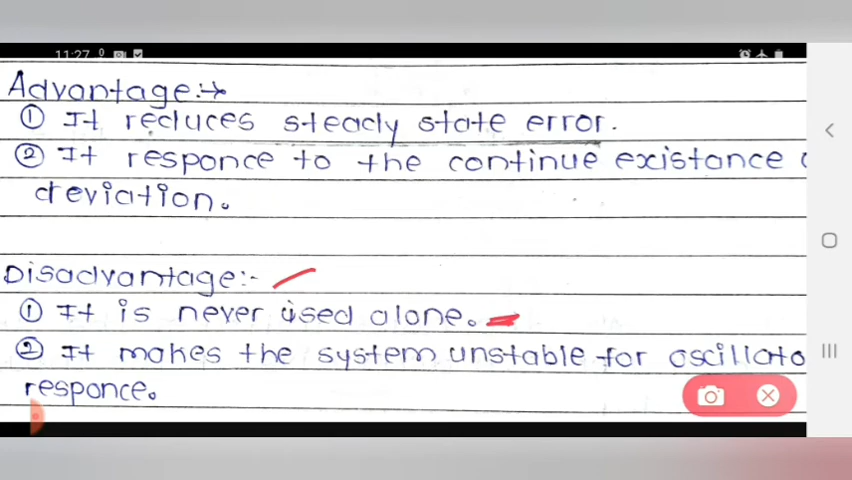 11:27
Advantage:→
① It reduces steady state error.
② It responce to the continue existance
deviation.
Disadvantage:-
① It is never used alone.
② It makes the system unstable for oscillato
responce.